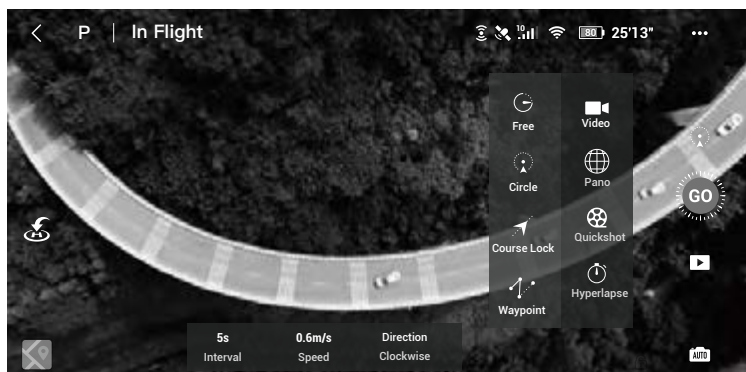 P
In Flight
10
80
25'13"
Free
Video
Circle
Pano
GO
Course Lock
Quickshot
Waypoint
Hyperlapse
5s
0.6m/s
Direction
Interval
Speed
Clockwise
H
AUTO